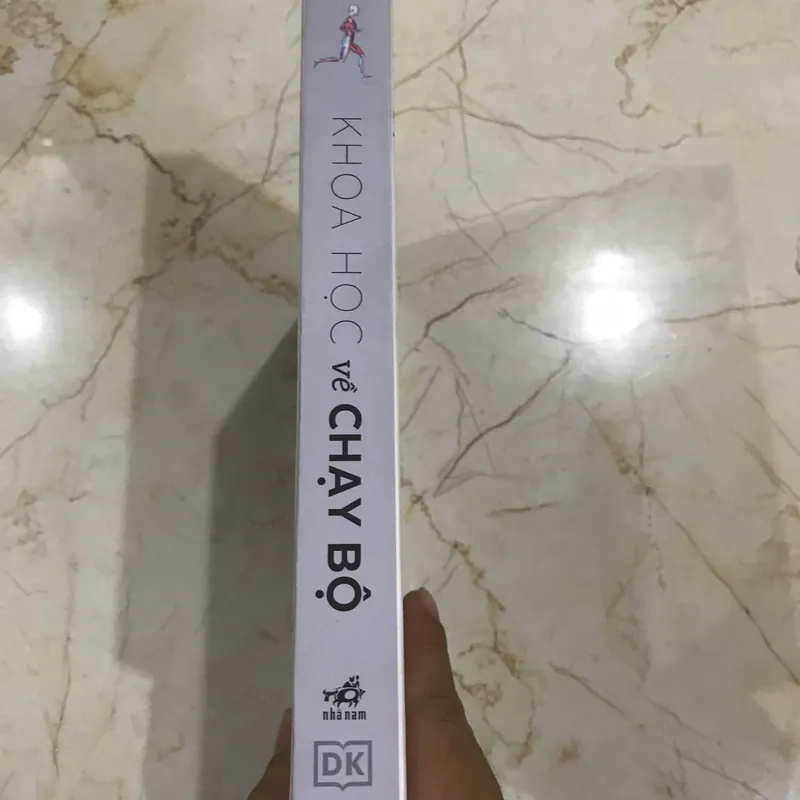 KHOA HỌC về CHẠY BỘ
nhã nam
DK